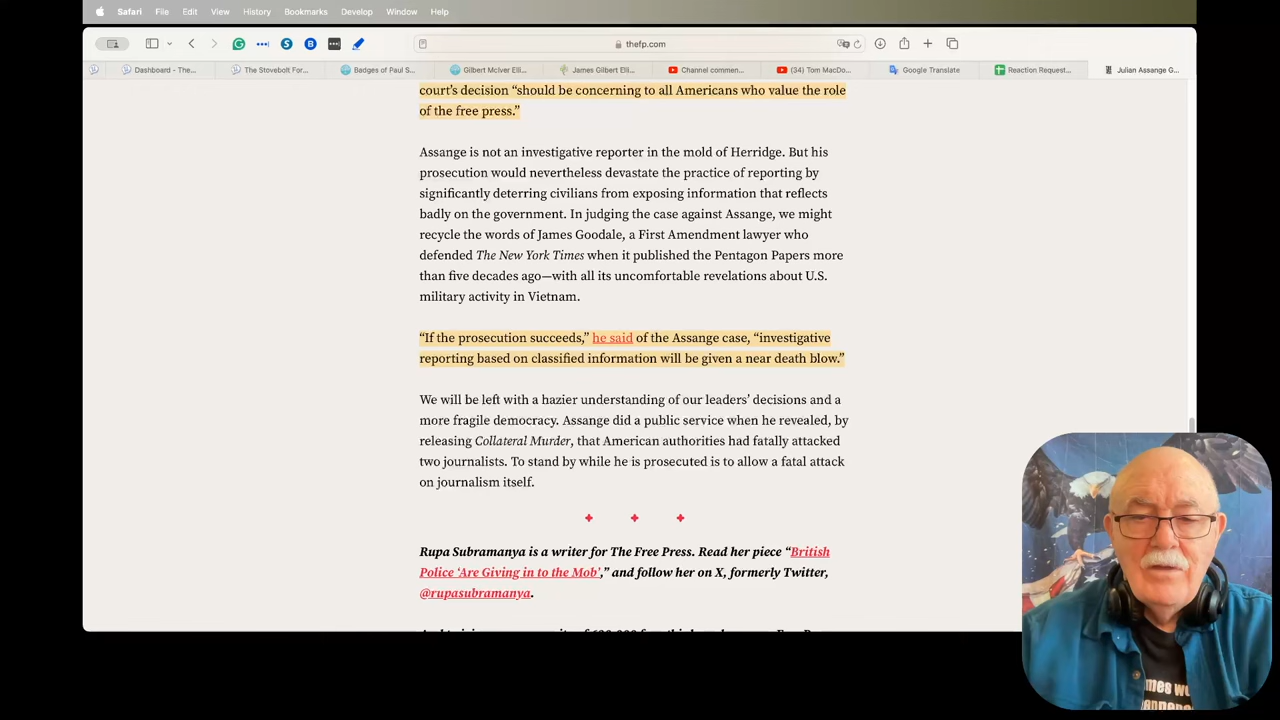 Safari File Edit View History Bookmarks Develop Window Help
thefp.com
Dashboard - The... The Stovebolt For... Badges of Paul S... Gilbert McIver Elli... James Gilbert Elli... Channel commen... (34) Tom MacDo... Google Translate Reaction Request... Julian Assange G...
court’s decision “should be concerning to all Americans who value the role
of the free press.”
Assange is not an investigative reporter in the mold of Herridge. But his
prosecution would nevertheless devastate the practice of reporting by
significantly deterring civilians from exposing information that reflects
badly on the government. In judging the case against Assange, we might
recycle the words of James Goodale, a First Amendment lawyer who
defended The New York Times when it published the Pentagon Papers more
than five decades ago—with all its uncomfortable revelations about U.S.
military activity in Vietnam.
“If the prosecution succeeds,” he said of the Assange case, “investigative
reporting based on classified information will be given a near death blow.”
We will be left with a hazier understanding of our leaders’ decisions and a
more fragile democracy. Assange did a public service when he revealed, by
releasing Collateral Murder, that American authorities had fatally attacked
two journalists. To stand by while he is prosecuted is to allow a fatal attack
on journalism itself.
Rupa Subramanya is a writer for The Free Press. Read her piece “British
Police ‘Are Giving in to the Mob’,” and follow her on X, formerly Twitter,
@rupasubramanya.